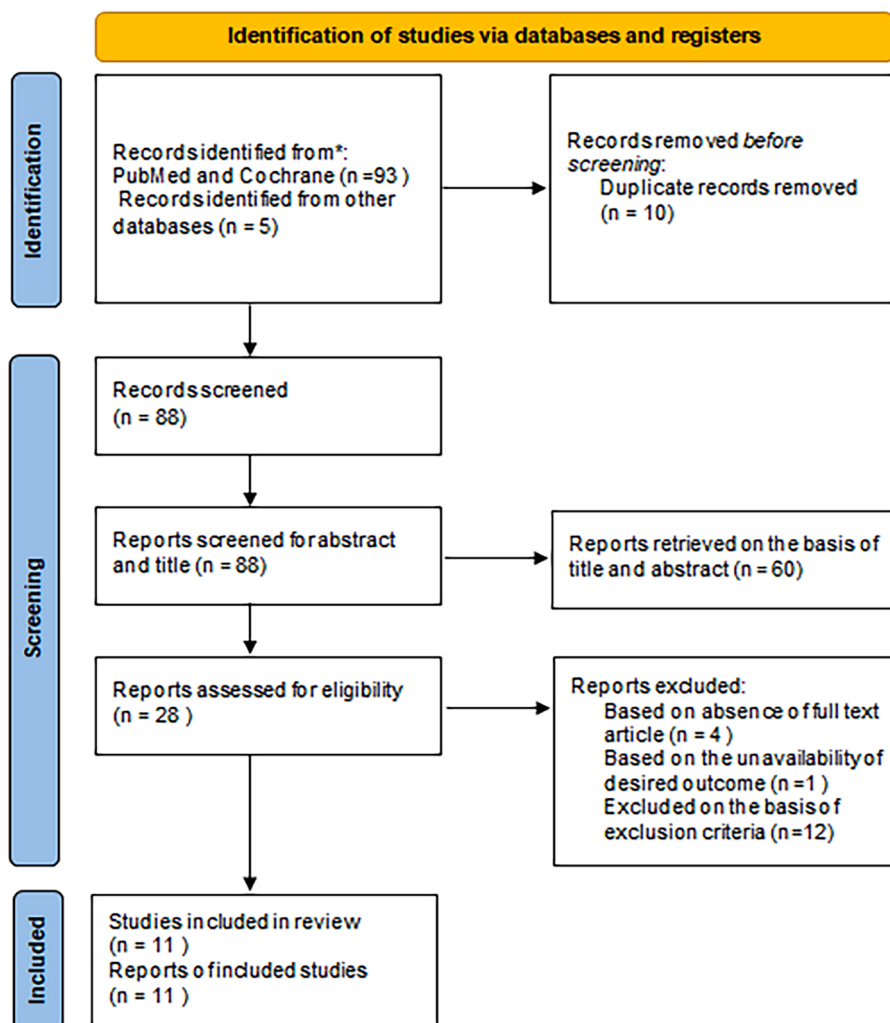 Identification of studies via databases and registers
Identification
Records identified from*:
PubMed and Cochrane (n =93 )
Records identified from other
databases (n = 5)
Records removed before
screening:
Duplicate records removed
(n = 10)
Screening
Records screened
(n = 88)
Reports screened for abstract
and title (n = 88)
Reports retrieved on the basis of
title and abstract (n = 60)
Reports assessed for eligibility
(n = 28 )
Reports excluded:
Based on absence of full text
article (n = 4 )
Based on the unavailability of
desired outcome (n =1 )
Excluded on the basis of
exclusion criteria (n=12)
Included
Studies included in review
(n = 11 )
Reports of included studies
(n = 11 )